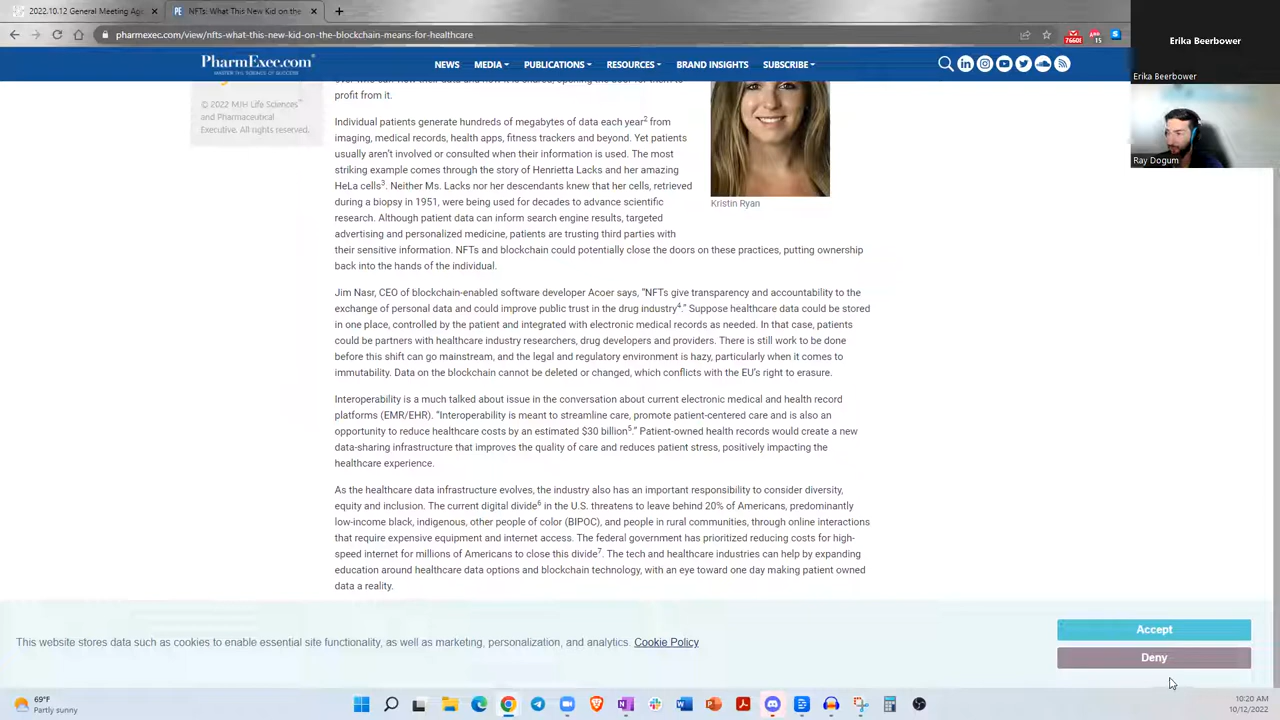 2022.10.12 General Meeting Age
NFTs: What This New Kid on the
pharmexec.com/view/nfts-what-this-new-kid-on-the-blockchain-means-for-healthcare
PharmExec.com
NEWS MEDIA PUBLICATIONS RESOURCES BRAND INSIGHTS SUBSCRIBE
Erika Beerbower
Erika Beerbower
Ray Dogum
© 2022 MJH Life Sciences™
and Pharmaceutical
Executive. All rights reserved.
profit from it.
Individual patients generate hundreds of megabytes of data each year2 from
imaging, medical records, health apps, fitness trackers and beyond. Yet patients
usually aren't involved or consulted when their information is used. The most
striking example comes through the story of Henrietta Lacks and her amazing
HeLa cells3. Neither Ms. Lacks nor her descendants knew that her cells, retrieved
during a biopsy in 1951, were being used for decades to advance scientific
research. Although patient data can inform search engine results, targeted
advertising and personalized medicine, patients are trusting third parties with
their sensitive information. NFTs and blockchain could potentially close the doors on these practices, putting ownership
back into the hands of the individual.
Kristin Ryan
Jim Nasr, CEO of blockchain-enabled software developer Acoer says, "NFTs give transparency and accountability to the
exchange of personal data and could improve public trust in the drug industry4." Suppose healthcare data could be stored
in one place, controlled by the patient and integrated with electronic medical records as needed. In that case, patients
could be partners with healthcare industry researchers, drug developers and providers. There is still work to be done
before this shift can go mainstream, and the legal and regulatory environment is hazy, particularly when it comes to
immutability. Data on the blockchain cannot be deleted or changed, which conflicts with the EU's right to erasure.
Interoperability is a much talked about issue in the conversation about current electronic medical and health record
platforms (EMR/EHR). "Interoperability is meant to streamline care, promote patient-centered care and is also an
opportunity to reduce healthcare costs by an estimated $30 billion5." Patient-owned health records would create a new
data-sharing infrastructure that improves the quality of care and reduces patient stress, positively impacting the
healthcare experience.
As the healthcare data infrastructure evolves, the industry also has an important responsibility to consider diversity,
equity and inclusion. The current digital divide6 in the U.S. threatens to leave behind 20% of Americans, predominantly
low-income black, indigenous, other people of color (BIPOC), and people in rural communities, through online interactions
that require expensive equipment and internet access. The federal government has prioritized reducing costs for high-
speed internet for millions of Americans to close this divide7. The tech and healthcare industries can help by expanding
education around healthcare data options and blockchain technology, with an eye toward one day making patient owned
data a reality.
This website stores data such as cookies to enable essential site functionality, as well as marketing, personalization, and analytics. Cookie Policy
Accept
Deny
69°F
Partly sunny
10:20 AM
10/12/2022